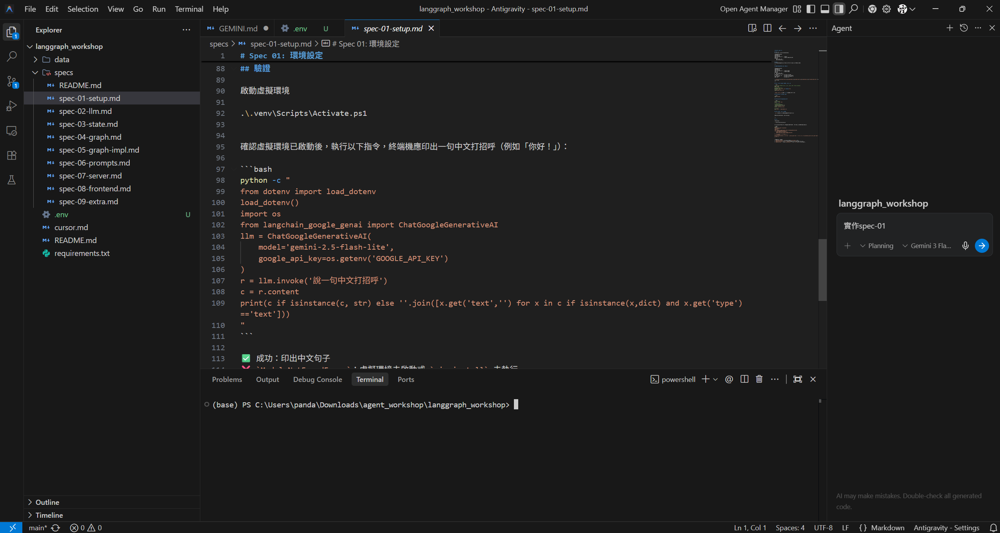 File Edit Selection View Go Run Terminal Help
langgraph_workshop - Antigravity - spec-01-setup.md
Open Agent Manager
Explorer
langgraph_workshop
data
specs
README.md
spec-01-setup.md
spec-02-llm.md
spec-03-state.md
spec-04-graph.md
spec-05-graph-impl.md
spec-06-prompts.md
spec-07-server.md
spec-08-frontend.md
spec-09-extra.md
.env U
cursor.md
README.md
requirements.txt
Outline
Timeline
GEMINI.md
.env U
spec-01-setup.md
specs > spec-01-setup.md > # Spec 01: 環境設定
1 # Spec 01: 環境設定
88 ## 驗證
89
90 啟動虛擬環境
91
92 .\.venv\Scripts\Activate.ps1
93
94
95 確認虛擬環境已啟動後，執行以下指令，終端機應印出一句中文打招呼（例如「你好！」）：
96
97 ```bash
98 python -c "
99 from dotenv import load_dotenv
100 load_dotenv()
101 import os
102 from langchain_google_genai import ChatGoogleGenerativeAI
103 llm = ChatGoogleGenerativeAI(
104 model='gemini-2.5-flash-lite',
105 google_api_key=os.getenv('GOOGLE_API_KEY')
106 )
107 r = llm.invoke('說一句中文打招呼')
108 c = r.content
109 print(c if isinstance(c, str) else ''.join([x.get('text','') for x in c if isinstance(x,dict) and x.get('type')
=='text']))
110 "
111 ```
112
113 ✅ 成功：印出中文句子
Problems Output Debug Console Terminal Ports
powershell
(base) PS C:\Users\panda\Downloads\agent_workshop\langgraph_workshop>
Agent
langgraph_workshop
實作spec-01
Planning Gemini 3 Fla...
AI may make mistakes. Double-check all generated
code.
main* 0 0
Ln 1, Col 1 Spaces: 4 UTF-8 LF {} Markdown Antigravity - Settings